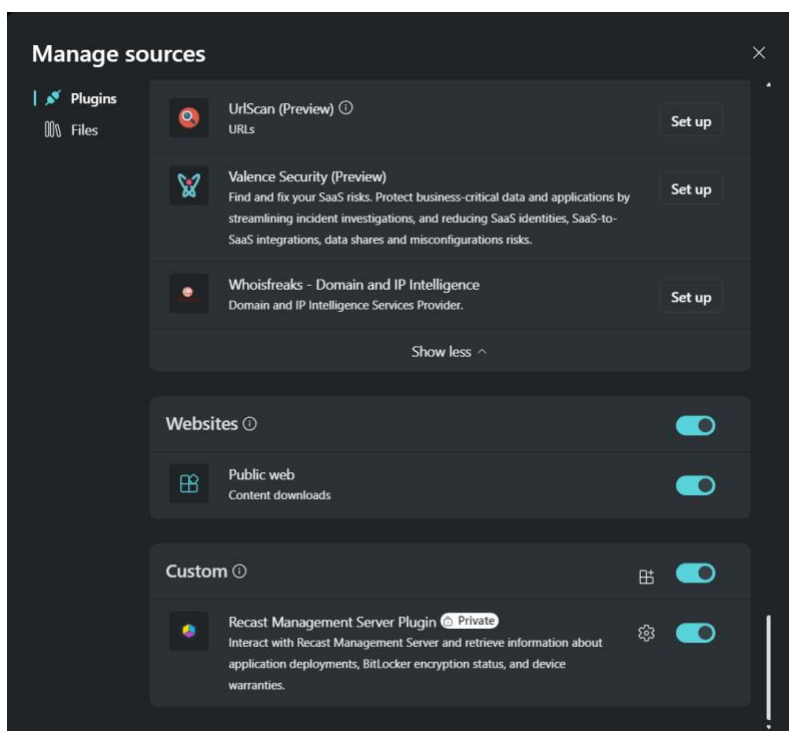 Manage sources
Plugins
Files
UrlScan (Preview)
URLs
Set up
Valence Security (Preview)
Find and fix your SaaS risks. Protect business-critical data and applications by
streamlining incident investigations, and reducing SaaS identities, SaaS-to-
SaaS integrations, data shares and misconfigurations risks.
Set up
Whoisfreaks - Domain and IP Intelligence
Domain and IP Intelligence Services Provider.
Set up
Show less
Websites
Public web
Content downloads
Custom
Recast Management Server Plugin Private
Interact with Recast Management Server and retrieve information about
application deployments, BitLocker encryption status, and device
warranties.